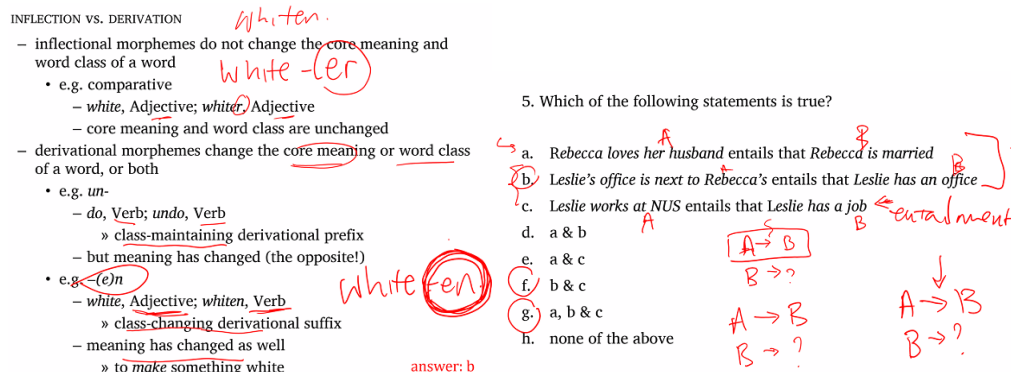 INFLECTION VS. DERIVATION
whiten.
– inflectional morphemes do not change the core meaning and
word class of a word
white -(er)
• e.g. comparative
– white, Adjective; whiter, Adjective
– core meaning and word class are unchanged
– derivational morphemes change the core meaning or word class
of a word, or both
• e.g. un-
– do, Verb; undo, Verb
» class-maintaining derivational prefix
– but meaning has changed (the opposite!)
• e.g. –(e)n
white -en
– white, Adjective; whiten, Verb
» class-changing derivational suffix
– meaning has changed as well
» to make something white
answer: b
5. Which of the following statements is true?
A B
a. Rebecca loves her husband entails that Rebecca is married
A B
b. Leslie's office is next to Rebecca's entails that Leslie has an office
c. Leslie works at NUS entails that Leslie has a job
A B
entailment
d. a & b
e. a & c
f. b & c
g. a, b & c
h. none of the above
A → B
B → ?
A → B
B → ?
A → B
B → ?